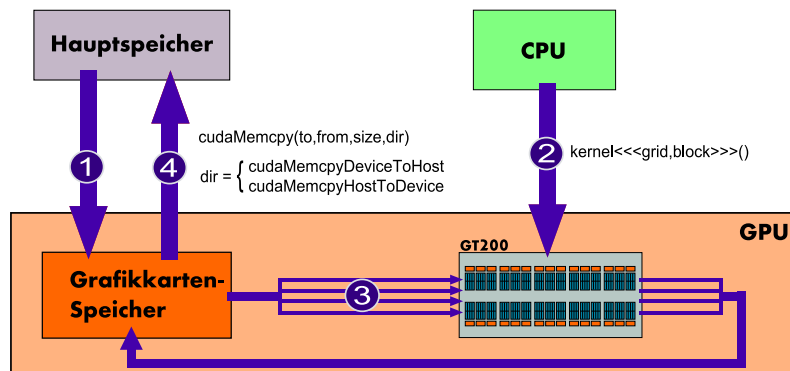 Hauptspeicher
CPU
cudaMemcpy(to,from,size,dir)
1
4
2
kernel<<<grid,block>>>()
dir = { cudaMemcpyDeviceToHost
cudaMemcpyHostToDevice
GPU
GT200
Grafikkarten-
Speicher
3